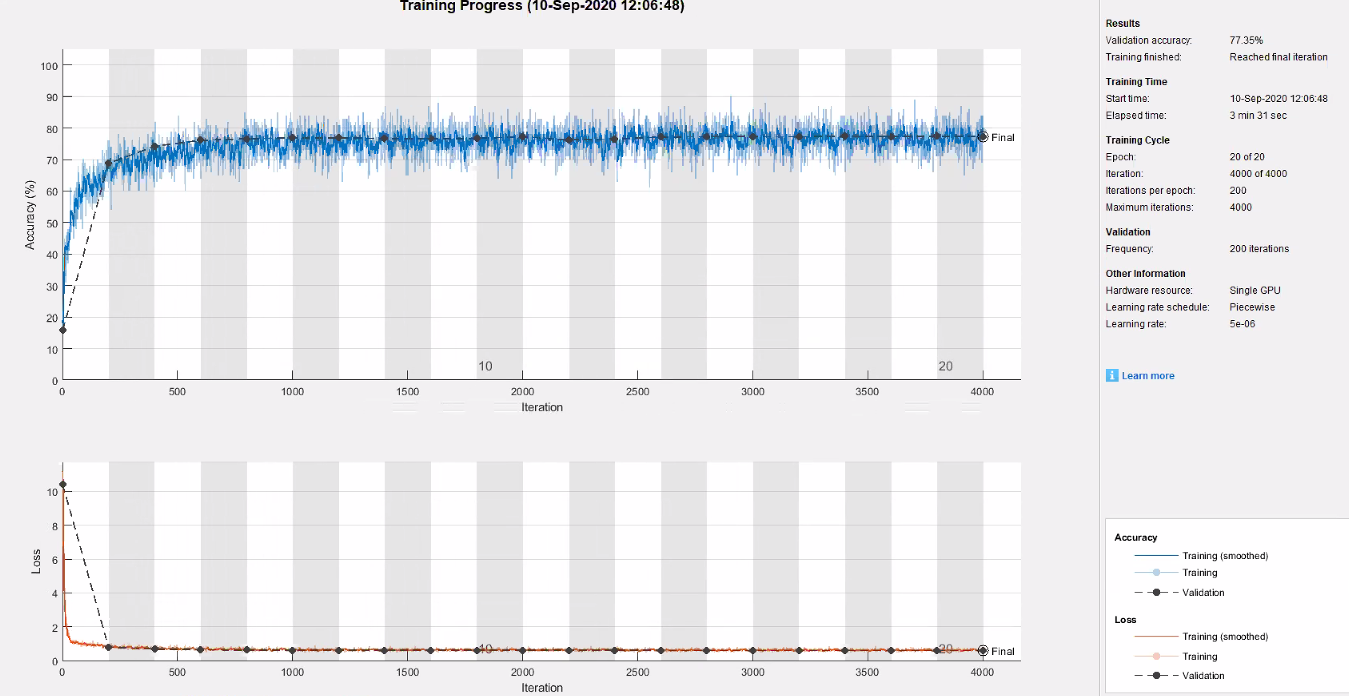 Training Progress (10-Sep-2020 12:06:48)
100
90
80
70
60
50
40
30
20
10
0
Accuracy (%)
Final
10
20
0 500 1000 1500 2000 2500 3000 3500 4000
Iteration
10
8
6
4
2
0
Loss
10
20
Final
0 500 1000 1500 2000 2500 3000 3500 4000
Iteration
Results
Validation accuracy: 77.35%
Training finished: Reached final iteration
Training Time
Start time: 10-Sep-2020 12:06:48
Elapsed time: 3 min 31 sec
Training Cycle
Epoch: 20 of 20
Iteration: 4000 of 4000
Iterations per epoch: 200
Maximum iterations: 4000
Validation
Frequency: 200 iterations
Other Information
Hardware resource: Single GPU
Learning rate schedule: Piecewise
Learning rate: 5e-06
i Learn more
Accuracy
Training (smoothed)
Training
Validation
Loss
Training (smoothed)
Training
Validation